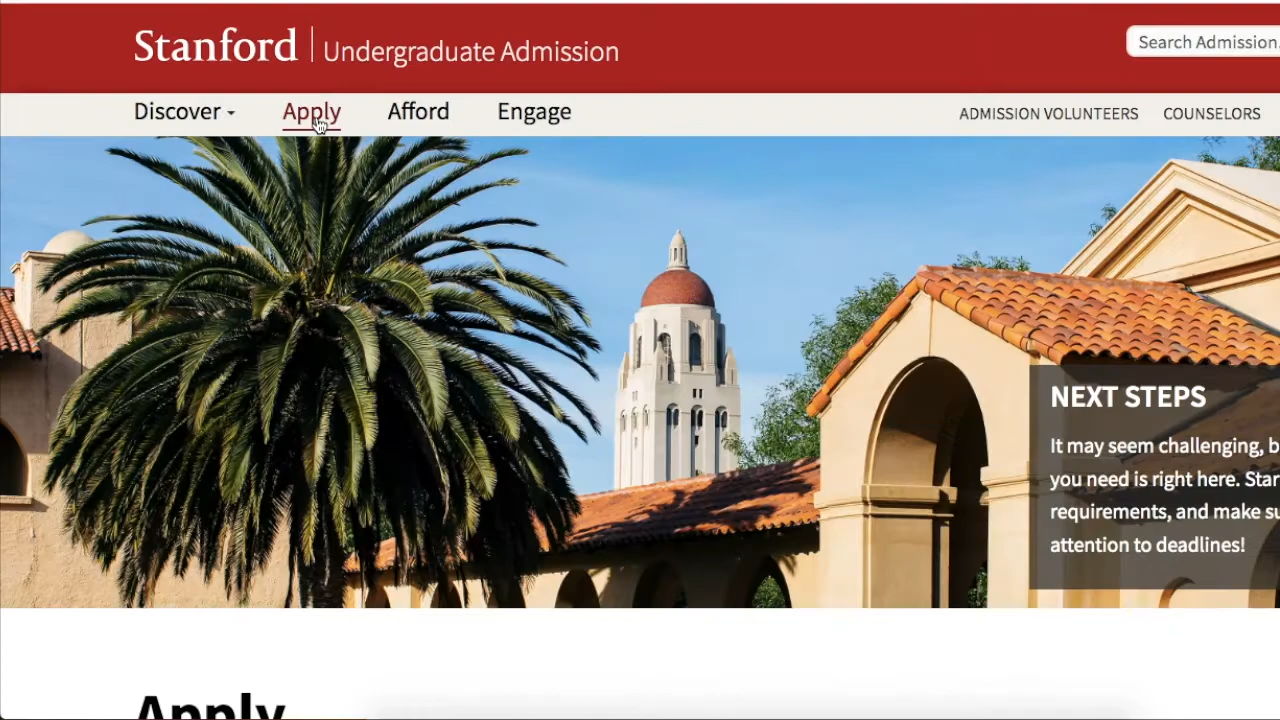 Stanford | Undergraduate Admission
Search Admission.
Discover
Apply
Afford
Engage
ADMISSION VOLUNTEERS
COUNSELORS
NEXT STEPS
It may seem challenging, b
you need is right here. Star
requirements, and make su
attention to deadlines!
Apply